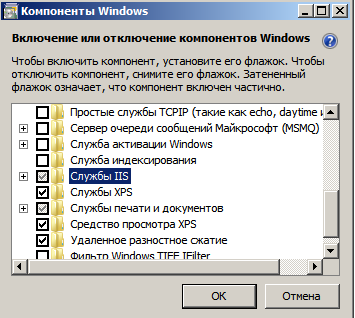 Компоненты Windows
Включение или отключение компонентов Windows
Чтобы включить компонент, установите его флажок. Чтобы
отключить компонент, снимите его флажок. Затененный
флажок означает, что компонент включен частично.
Простые службы TCPIP (такие как echo, daytime и
Сервер очереди сообщений Майкрософт (MSMQ)
Служба активации Windows
Служба индексирования
Службы IIS
Службы XPS
Службы печати и документов
Средство просмотра XPS
Удаленное разностное сжатие
Фильтр Windows TIFF IFilter
ОК
Отмена